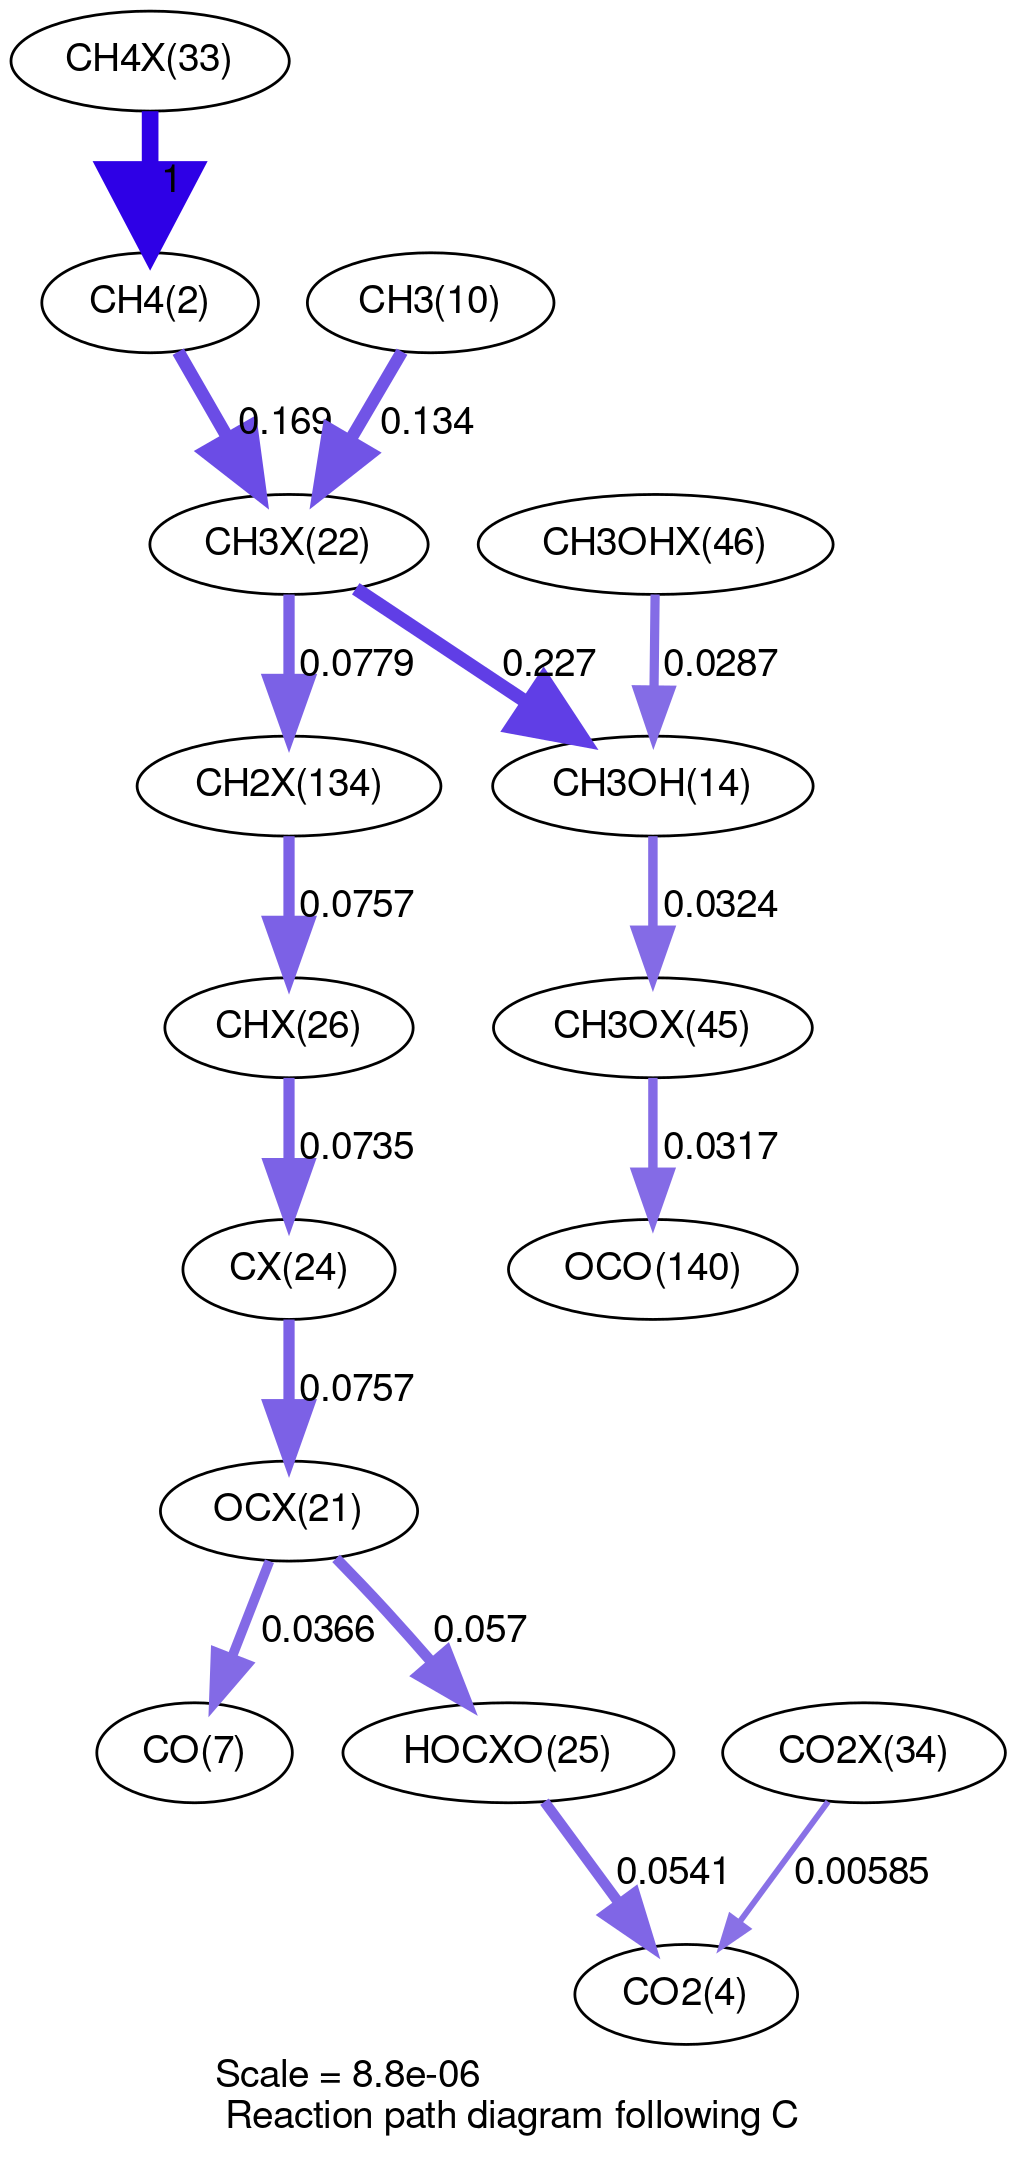 CH4X(33)
1
CH4(2)
CH3(10)
0.169
0.134
CH3X(22)
CH3OHX(46)
0.0779
0.227
0.0287
CH2X(134)
CH3OH(14)
0.0757
0.0324
CHX(26)
CH3OX(45)
0.0735
0.0317
CX(24)
OCO(140)
0.0757
OCX(21)
0.0366
0.057
CO(7)
HOCXO(25)
CO2X(34)
0.0541
0.00585
CO2(4)
Scale = 8.8e-06
Reaction path diagram following C